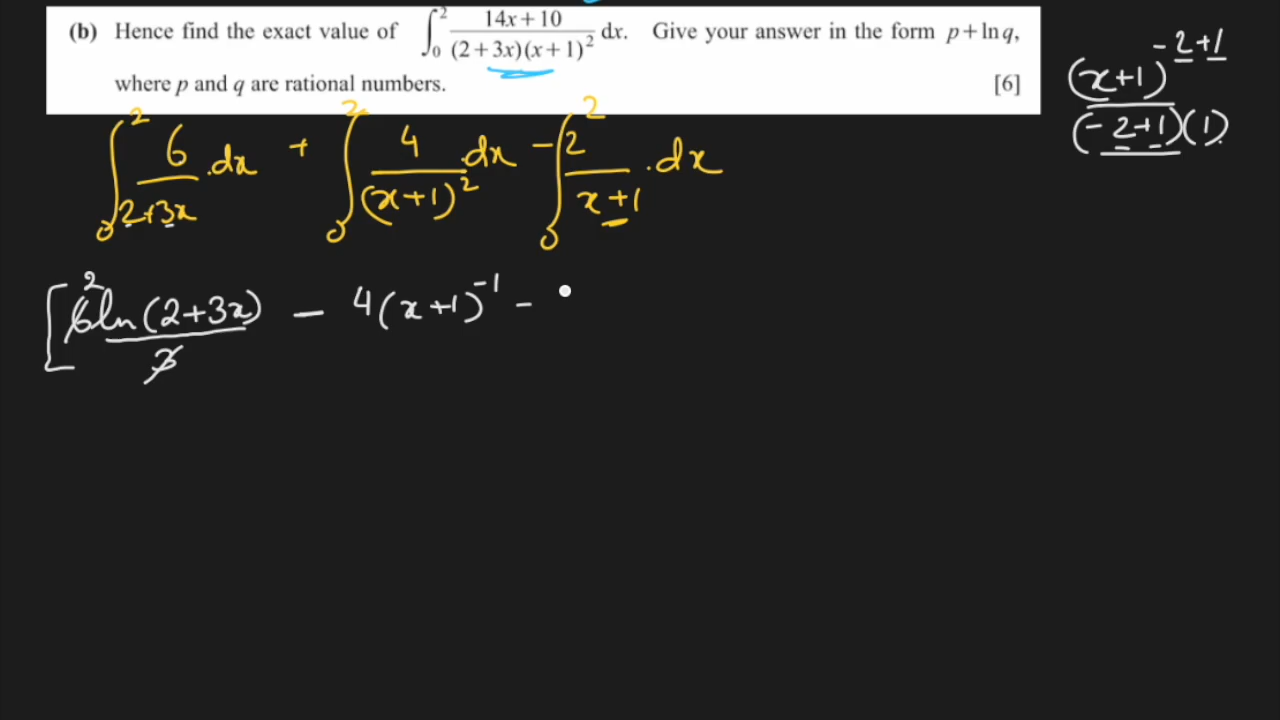 (b) Hence find the exact value of ∫₀² (14x + 10)/((2 + 3x)(x + 1)²) dx. Give your answer in the form p + ln q,
where p and q are rational numbers. [6]
(x+1)^(-2+1) / (-2+1)(1)
∫₀² 6/(2+3x) .dx + ∫₀² 4/(x+1)² .dx - ∫₀² 2/(x+1) .dx
[ 6² ln(2+3x)/3 - 4(x+1)⁻¹ -